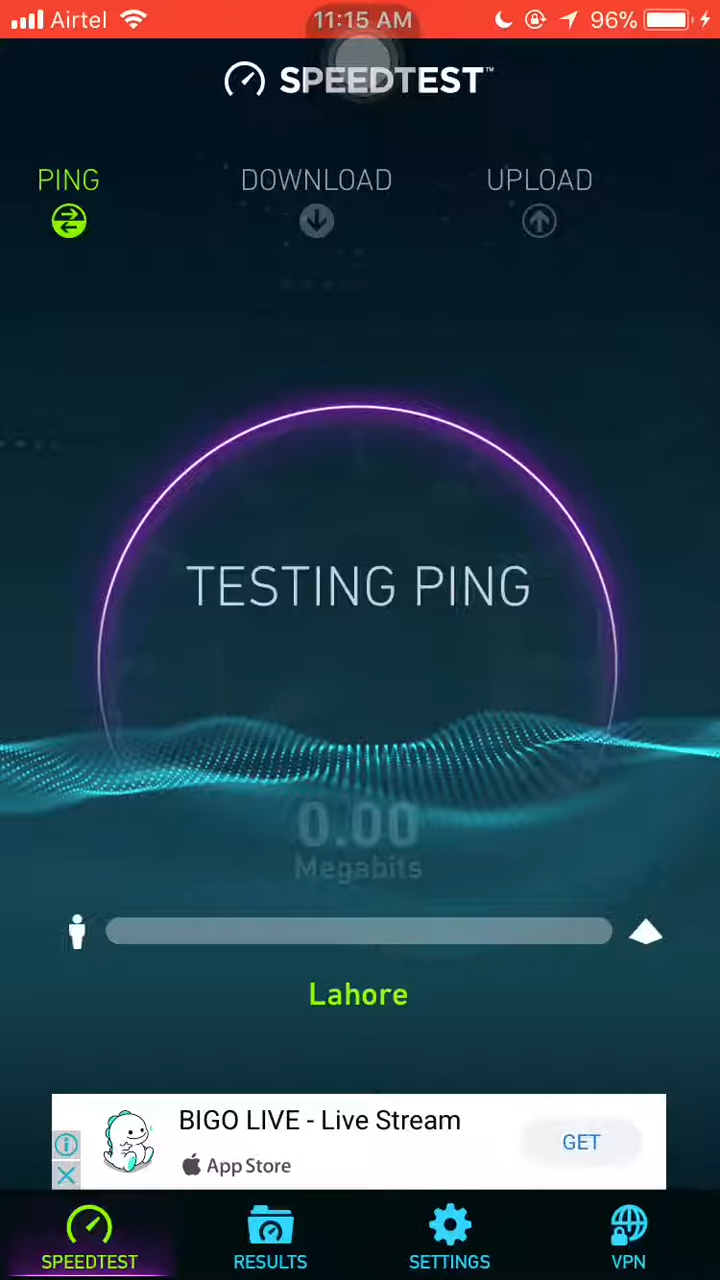 Airtel 11:15 AM 96%
SPEEDTEST™
PING DOWNLOAD UPLOAD
TESTING PING
0.00
Megabits
Lahore
BIGO LIVE - Live Stream
App Store
GET
SPEEDTEST RESULTS SETTINGS VPN